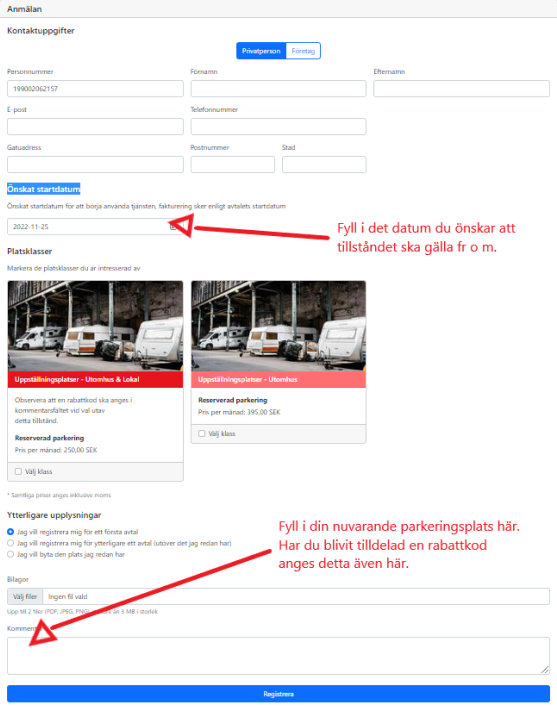 Anmälan
Kontaktuppgifter
Privatperson Företag
Personnummer Förnamn Efternamn
199002062157
E-post Telefonnummer
Gatuadress Postnummer Stad
Önskat startdatum
Önskat startdatum för att börja använda tjänsten, fakturering sker enligt avtalets startdatum
2022-11-25
Fyll i det datum du önskar att
tillståndet ska gälla fr o m.
Platsklasser
Markera de platsklasser du är intresserad av
Uppställningsplatser - Utomhus & Lokal
Observera att en rabattkod ska anges i
kommentarsfältet vid val utav
detta tillstånd.
Reserverad parkering
Pris per månad: 250,00 SEK
Välj klass
Uppställningsplatser - Utomhus
Reserverad parkering
Pris per månad: 395,00 SEK
Välj klass
* Samtliga priser anges inklusive moms
Ytterligare upplysningar
Jag vill registrera mig för ett första avtal
Jag vill registrera mig för ytterligare ett avtal (utöver det jag redan har)
Jag vill byta den plats jag redan har
Fyll i din nuvarande parkeringsplats här.
Har du blivit tilldelad en rabattkod
anges detta även här.
Bilagor
Välj filer Ingen fil vald
Upp till 2 filer (PDF, JPEG, PNG), än 3 MB i storlek
Komment
Registrera